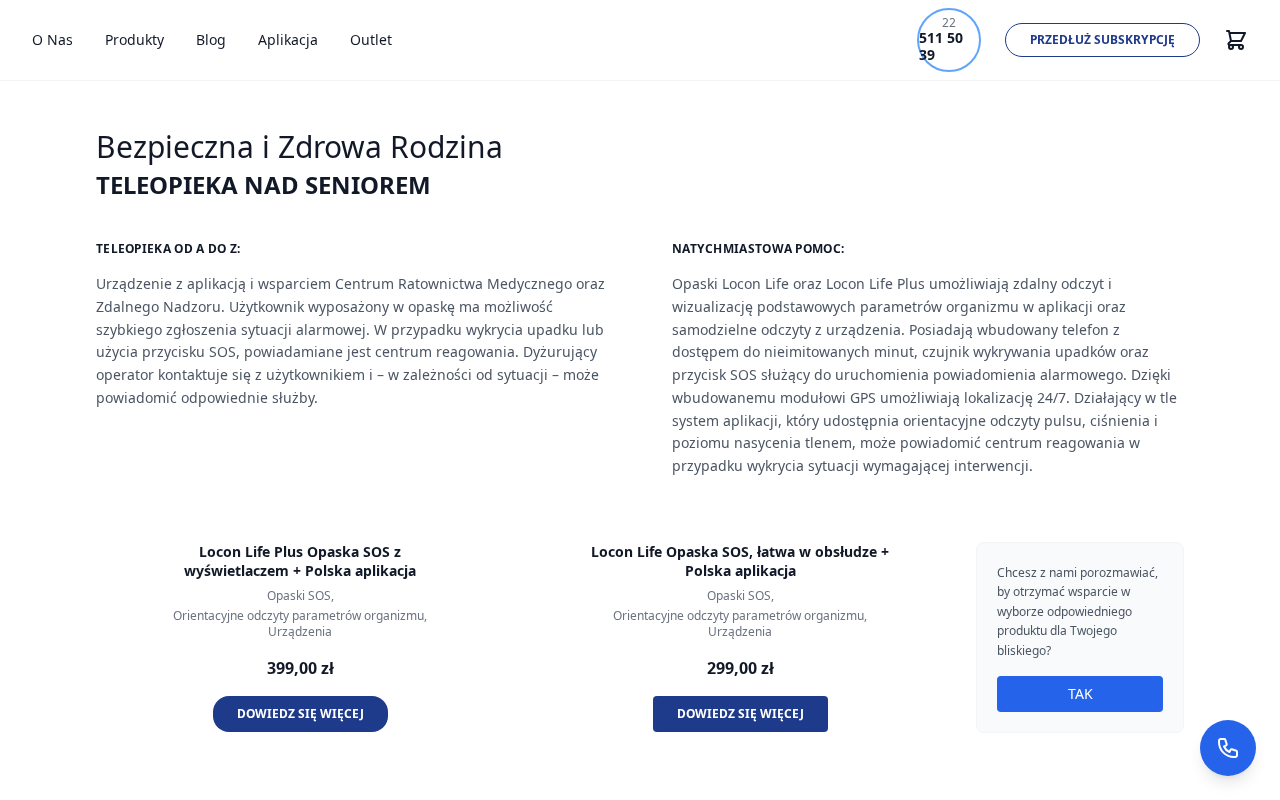 O Nas
Produkty
Blog
Aplikacja
Outlet
22
511 50
39
PRZEDŁUŻ SUBSKRYPCJĘ
Bezpieczna i Zdrowa Rodzina
TELEOPIEKA NAD SENIOREM
TELEOPIEKA OD A DO Z:
Urządzenie z aplikacją i wsparciem Centrum Ratownictwa Medycznego oraz
Zdalnego Nadzoru. Użytkownik wyposażony w opaskę ma możliwość
szybkiego zgłoszenia sytuacji alarmowej. W przypadku wykrycia upadku lub
użycia przycisku SOS, powiadamiane jest centrum reagowania. Dyżurujący
operator kontaktuje się z użytkownikiem i – w zależności od sytuacji – może
powiadomić odpowiednie służby.
NATYCHMIASTOWA POMOC:
Opaski Locon Life oraz Locon Life Plus umożliwiają zdalny odczyt i
wizualizację podstawowych parametrów organizmu w aplikacji oraz
samodzielne odczyty z urządzenia. Posiadają wbudowany telefon z
dostępem do nieimitowanych minut, czujnik wykrywania upadków oraz
przycisk SOS służący do uruchomienia powiadomienia alarmowego. Dzięki
wbudowanemu modułowi GPS umożliwiają lokalizację 24/7. Działający w tle
system aplikacji, który udostępnia orientacyjne odczyty pulsu, ciśnienia i
poziomu nasycenia tlenem, może powiadomić centrum reagowania w
przypadku wykrycia sytuacji wymagającej interwencji.
Locon Life Plus Opaska SOS z
wyświetlaczem + Polska aplikacja
Opaski SOS,
Orientacyjne odczyty parametrów organizmu,
Urządzenia
399,00 zł
DOWIEDZ SIĘ WIĘCEJ
Locon Life Opaska SOS, łatwa w obsłudze +
Polska aplikacja
Opaski SOS,
Orientacyjne odczyty parametrów organizmu,
Urządzenia
299,00 zł
DOWIEDZ SIĘ WIĘCEJ
Chcesz z nami porozmawiać,
by otrzymać wsparcie w
wyborze odpowiedniego
produktu dla Twojego
bliskiego?
TAK